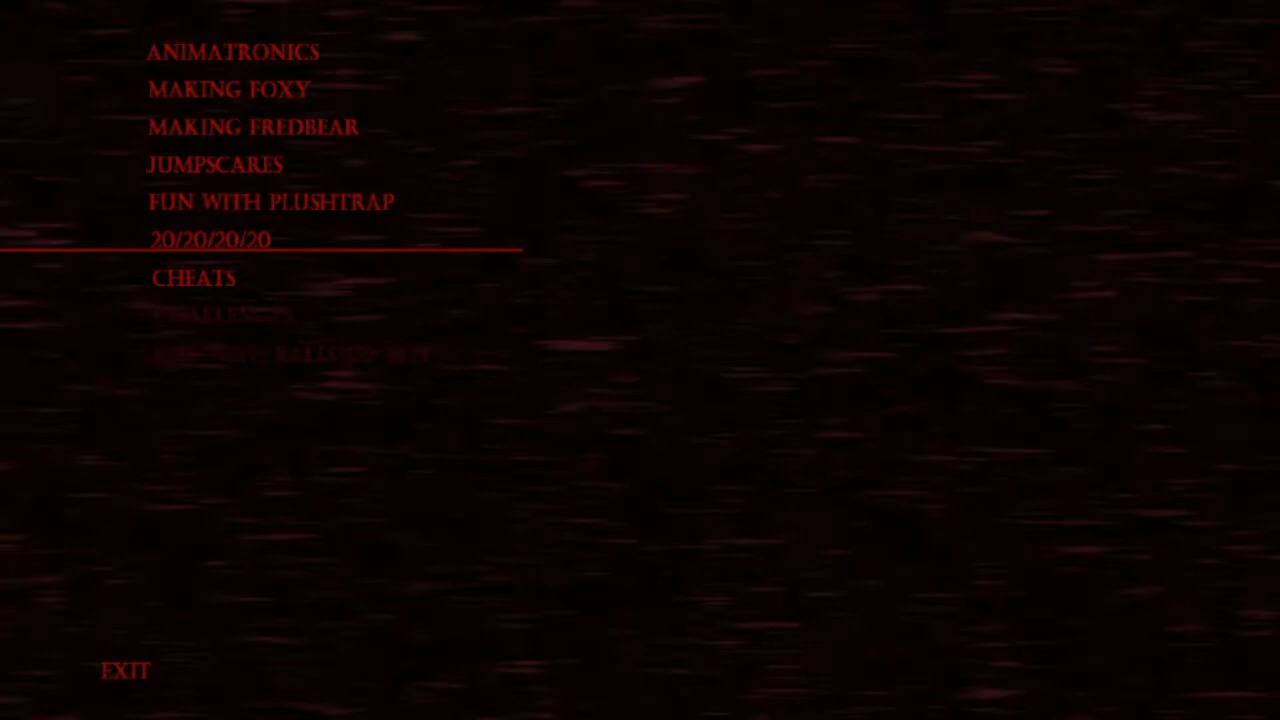 ANIMATRONICS
MAKING FOXY
MAKING FREDBEAR
JUMPSCARES
FUN WITH PLUSHTRAP
20/20/20/20
CHEATS
EXIT